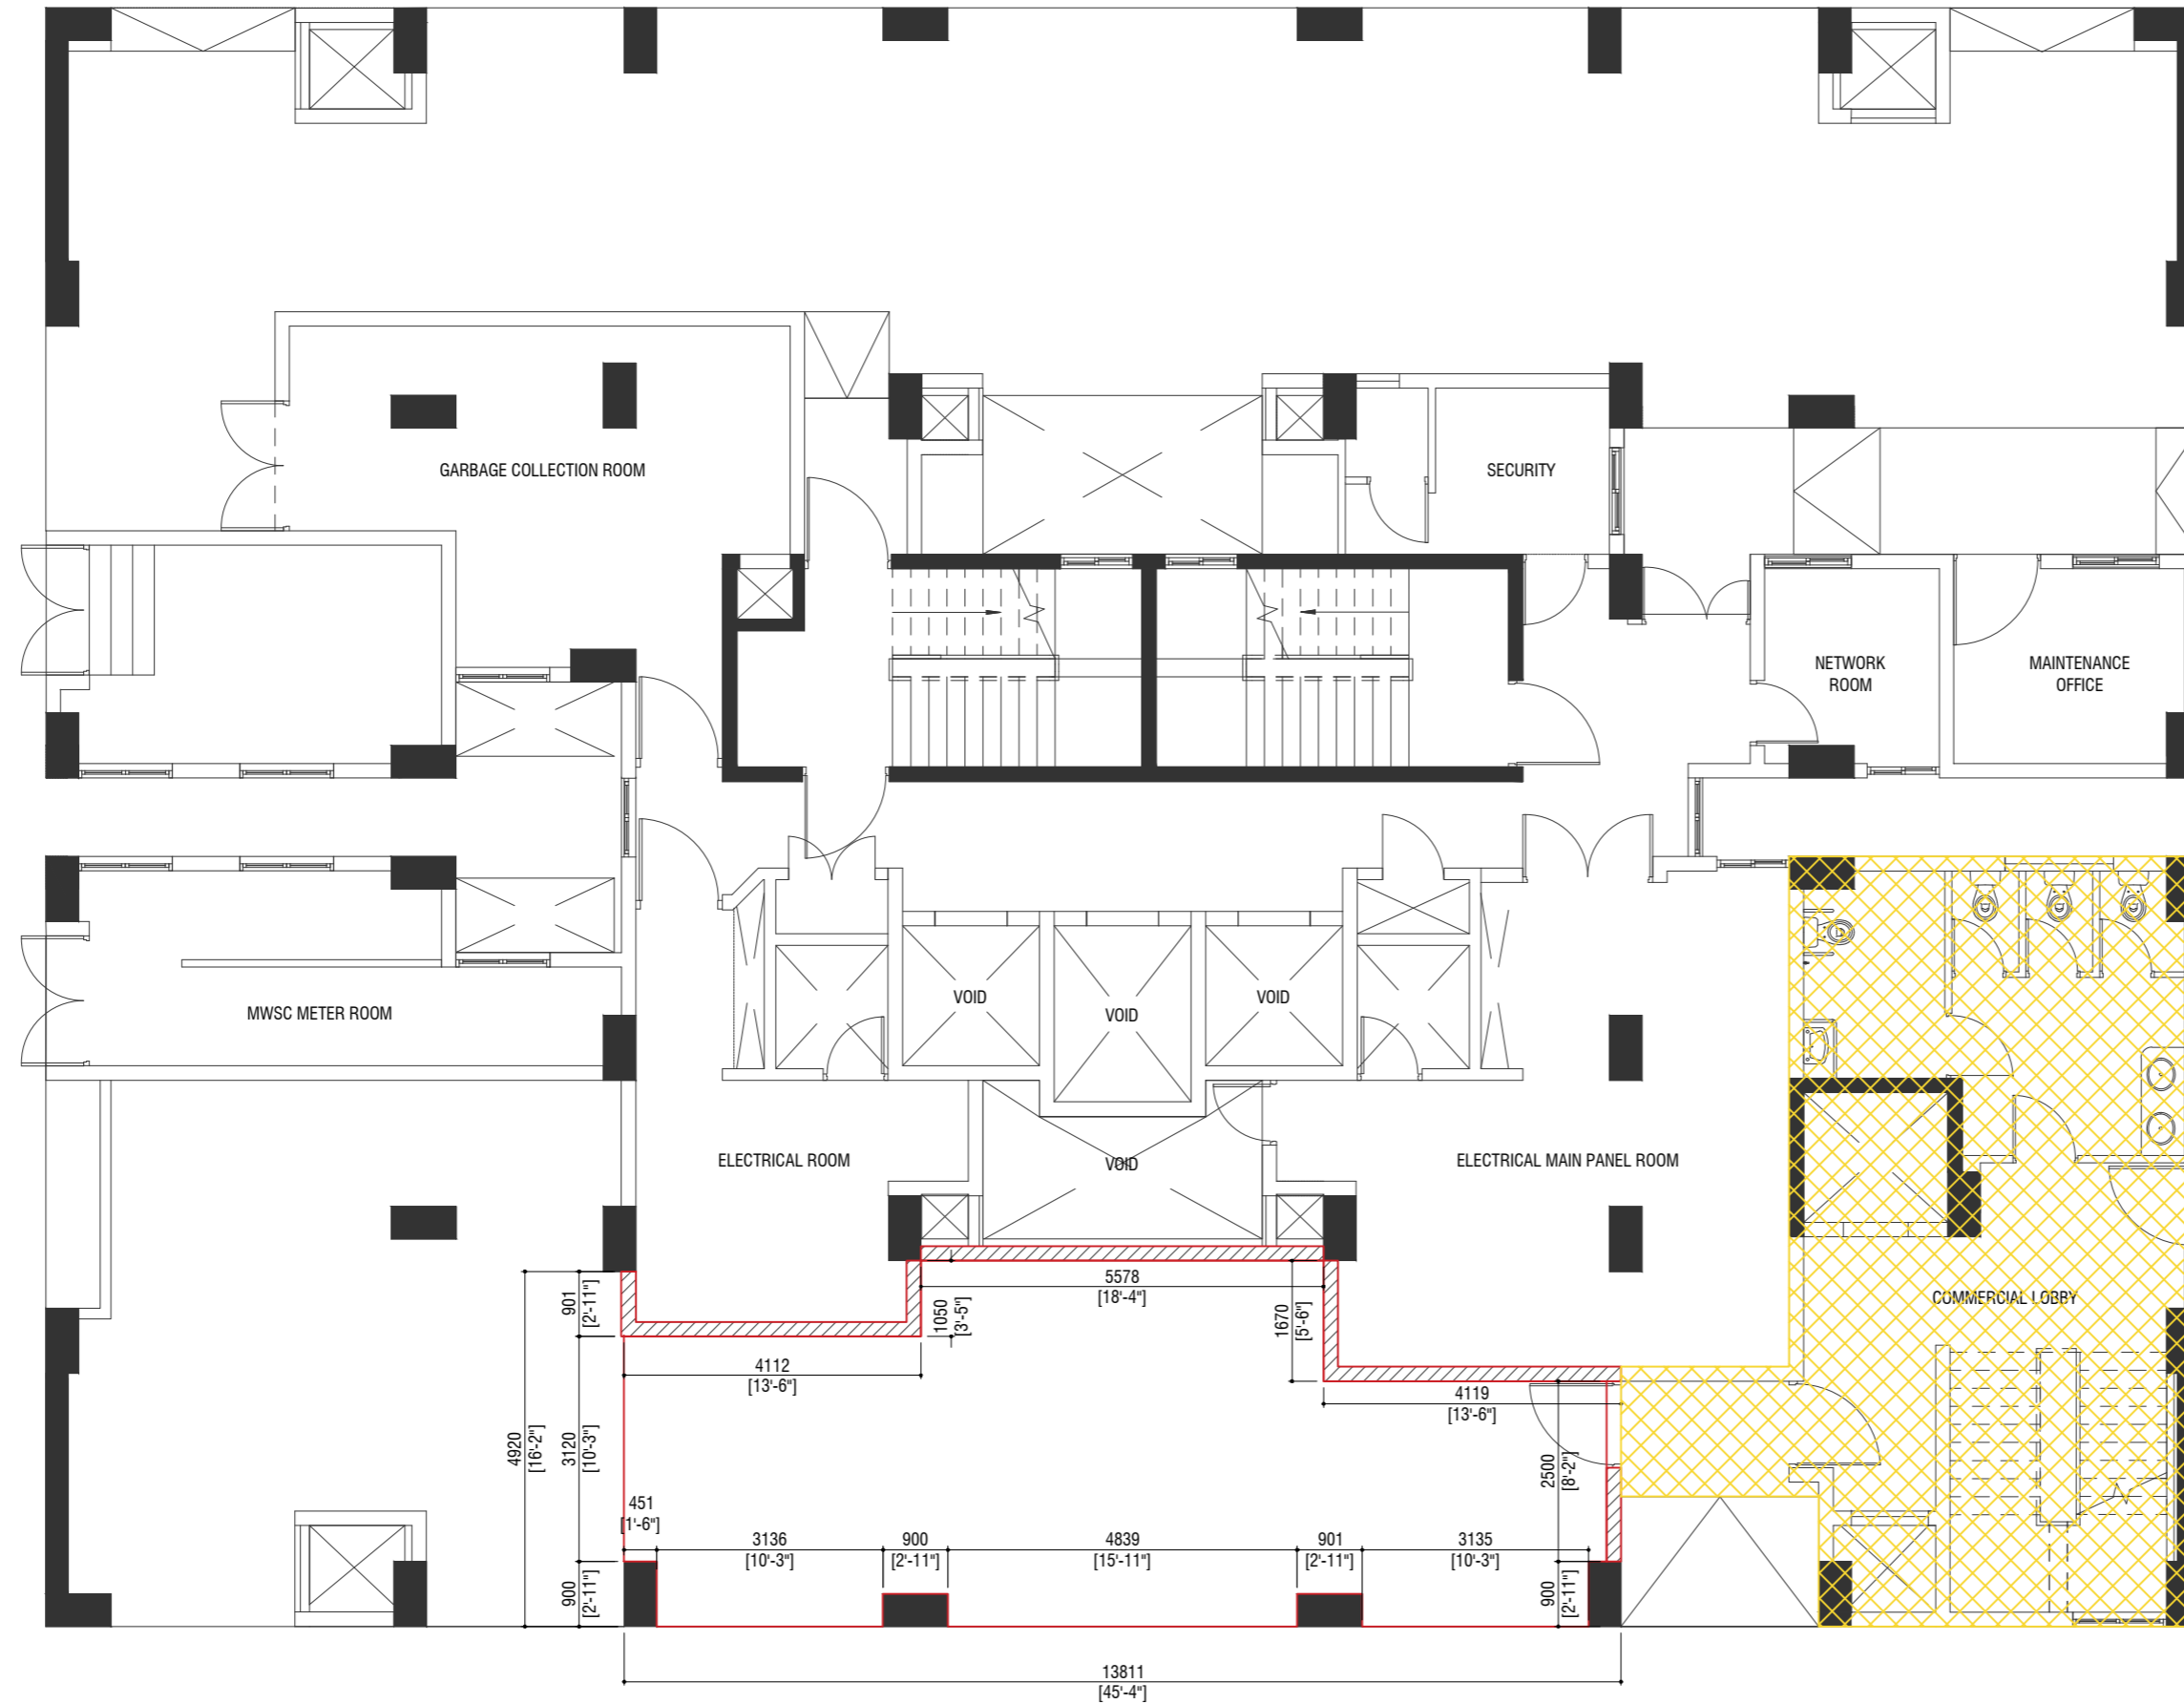 GARBAGE COLLECTION ROOM
SECURITY
NETWORK
ROOM
MAINTENANCE
OFFICE
VOID
VOID
VOID
MWSC METER ROOM
ELECTRICAL ROOM
VOID
ELECTRICAL MAIN PANEL ROOM
COMMERCIAL LOBBY
901
[2'-11"]
1050
[3'-5"]
5578
[18'-4"]
1670
[5'-6"]
4112
[13'-6"]
4119
[13'-6"]
4920
[16'-2"]
3120
[10'-3"]
2500
[8'-2"]
451
[1'-6"]
3136
[10'-3"]
900
[2'-11"]
4839
[15'-11"]
901
[2'-11"]
3135
[10'-3"]
900
[2'-11"]
900
[2'-11"]
13811
[45'-4"]